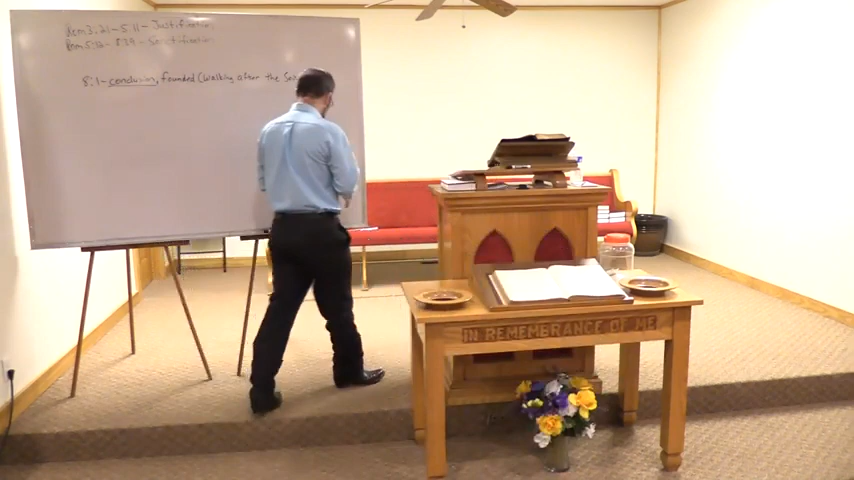 Rom 3:21-5:11 - Justification
Rom 5:12-8:39 - Sanctification
8:1 - conclusion, founded (walking after the
IN REMEMBRANCE OF ME